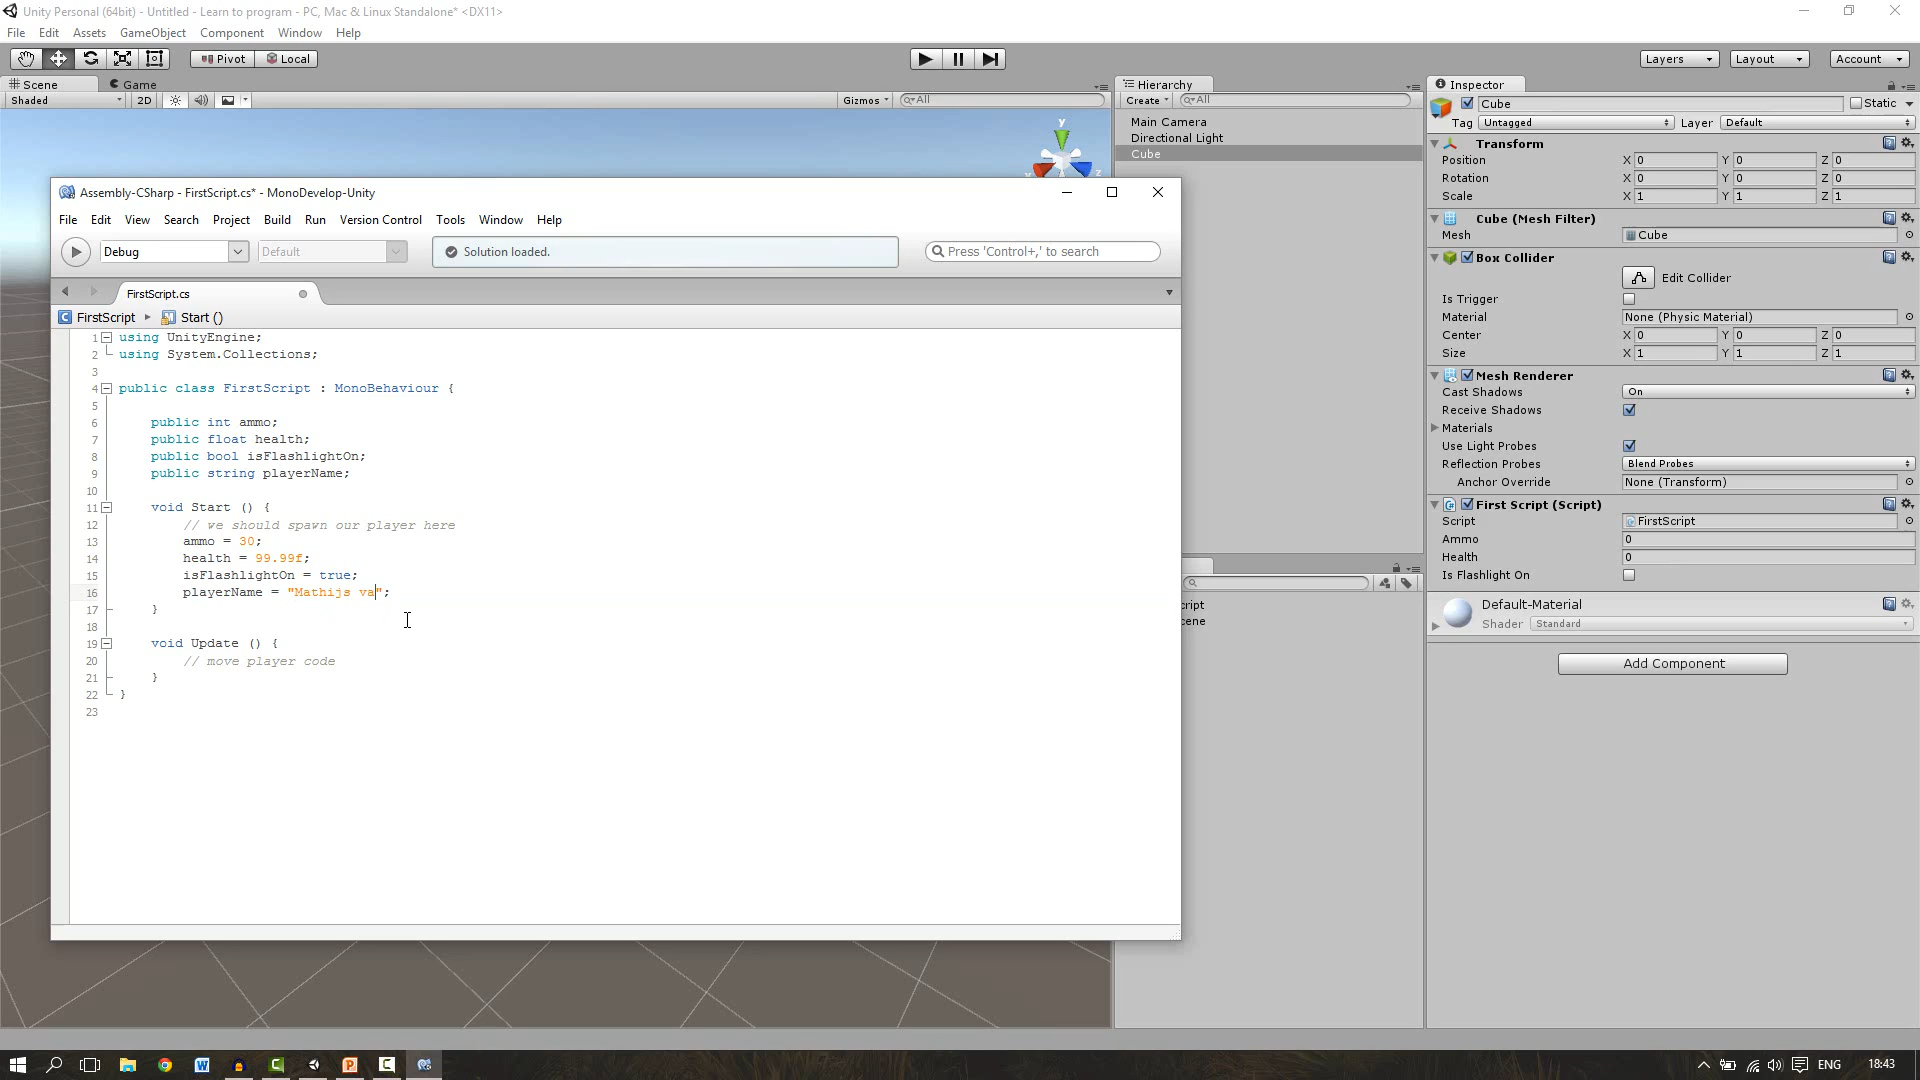 Unity Personal (64bit) - Untitled - Learn to program - PC, Mac & Linux Standalone* <DX11>
File Edit Assets GameObject Component Window Help
Pivot Local
Layers Layout Account
Scene Game
Shaded 2D Gizmos All
y
z
Hierarchy
Create All
Main Camera
Directional Light
Cube
Inspector
Cube Static
Tag Untagged Layer Default
Transform
Position X 0 Y 0 Z 0
Rotation X 0 Y 0 Z 0
Scale X 1 Y 1 Z 1
Cube (Mesh Filter)
Mesh Cube
Box Collider
Edit Collider
Is Trigger
Material None (Physic Material)
Center X 0 Y 0 Z 0
Size X 1 Y 1 Z 1
Mesh Renderer
Cast Shadows On
Receive Shadows
Materials
Use Light Probes
Reflection Probes Blend Probes
Anchor Override None (Transform)
First Script (Script)
Script FirstScript
Ammo 0
Health 0
Is Flashlight On
Default-Material
Shader Standard
Add Component
cript
cene
Assembly-CSharp - FirstScript.cs* - MonoDevelop-Unity
File Edit View Search Project Build Run Version Control Tools Window Help
Debug Default Solution loaded. Press 'Control+,' to search
FirstScript.cs
FirstScript Start ()
1 using UnityEngine;
2 using System.Collections;
3
4 public class FirstScript : MonoBehaviour {
5
6 public int ammo;
7 public float health;
8 public bool isFlashlightOn;
9 public string playerName;
10
11 void Start () {
12 // we should spawn our player here
13 ammo = 30;
14 health = 99.99f;
15 isFlashlightOn = true;
16 playerName = "Mathijs va";
17 }
18
19 void Update () {
20 // move player code
21 }
22 }
23
ENG 18:43